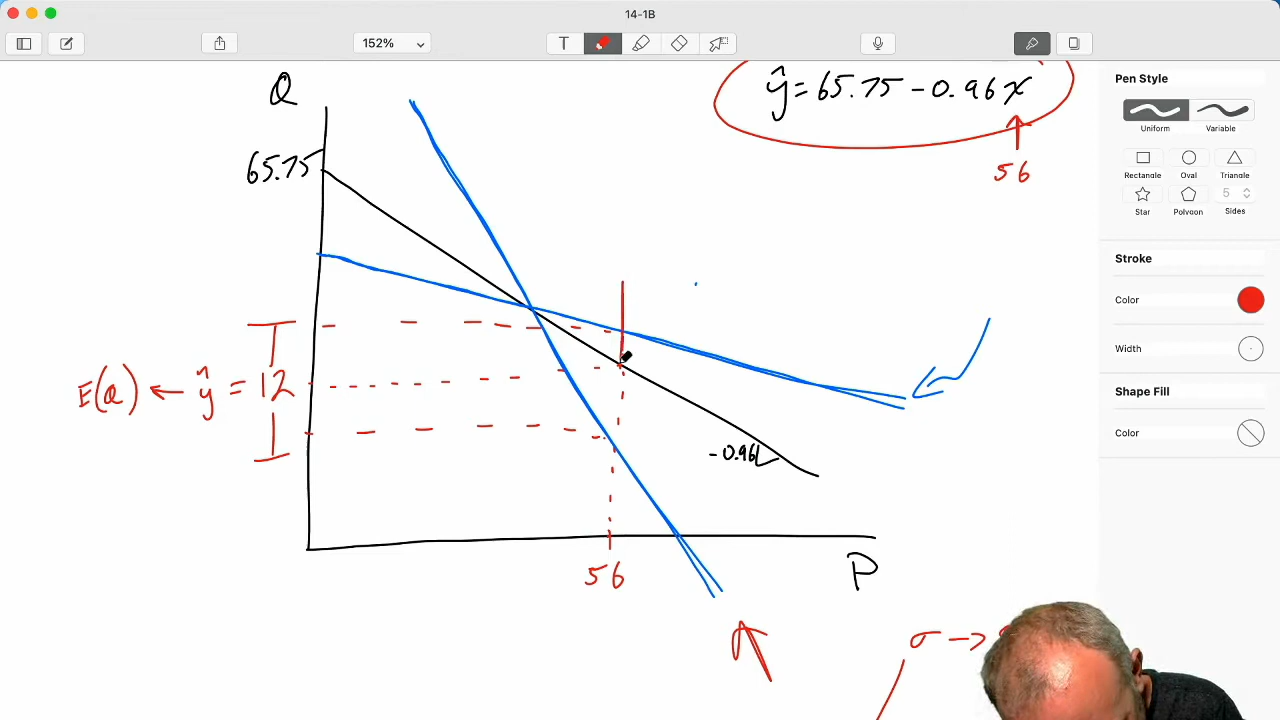 14-1B
152%
T
Pen Style
Uniform
Variable
Rectangle
Oval
Triangle
Star
Polygon
5
Sides
Stroke
Color
Width
Shape Fill
Color
Q
ŷ = 65.75 - 0.96x
56
65.75
E(Q) ← ŷ = 12
-0.96
56
P
σ →